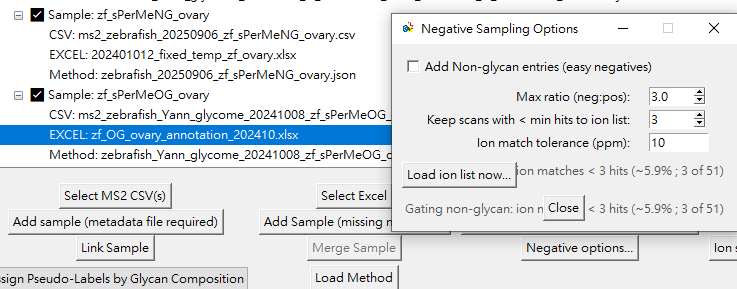 Sample: zf_sPerMeNG_ovary
CSV: ms2_zebrafish_20250906_zf_sPerMeNG_ovary.csv
EXCEL: 202401012_fixed_temp_zf_ovary.xlsx
Method: zebrafish_20250906_zf_sPerMeNG_ovary.json
Sample: zf_sPerMeOG_ovary
CSV: ms2_zebrafish_Yann_glycome_20241008_zf_sPerMeOG_
EXCEL: zf_OG_ovary_annotation_202410.xlsx
Method: zebrafish_Yann_glycome_20241008_zf_sPerMeOG_o
Negative Sampling Options
Add Non-glycan entries (easy negatives)
Max ratio (neg:pos): 3.0
Keep scans with < min hits to ion list: 3
Ion match tolerance (ppm): 10
Load ion list now... ion matches < 3 hits (~5.9% ; 3 of 51)
Gating non-glycan: ion Close < 3 hits (~5.9% ; 3 of 51)
Select MS2 CSV(s) Select Excel
Add sample (metadata file required) Add Sample (missing
Link Sample Merge Sample Negative options... Ion s
ssign Pseudo-Labels by Glycan Composition Load Method